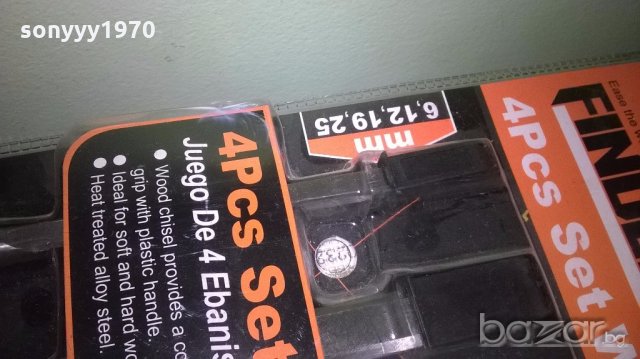 sonyyy1970
4Pcs Set
Juego De 4 Ebanis
• Wood chisel provides a co
grip with plastic handle.
• Ideal for soft and hard wo
• Heat treated alloy steel.
6,12,19,25
mm
Ease the
FIND
4Pcs Set W
bazar.bg